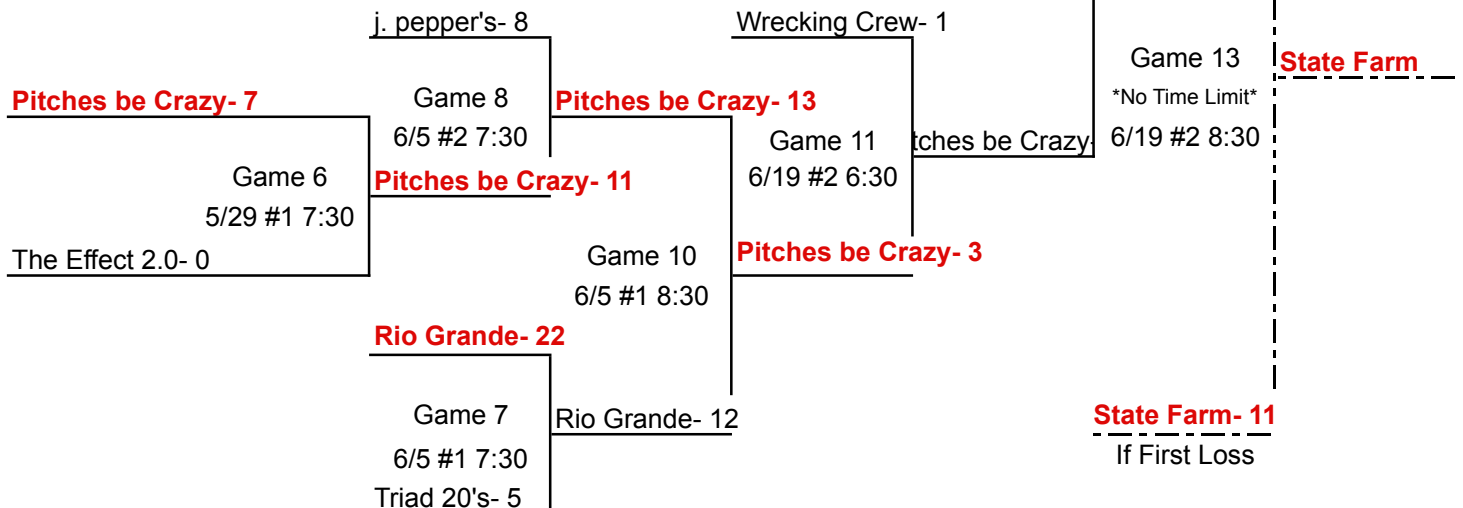 j. pepper's- 8
Wrecking Crew- 1
Game 13
State Farm
Pitches be Crazy- 7
Game 8
Pitches be Crazy- 13
*No Time Limit*
6/5 #2 7:30
Game 11
tches be Crazy-
6/19 #2 8:30
Game 6
Pitches be Crazy- 11
6/19 #2 6:30
5/29 #1 7:30
The Effect 2.0- 0
Game 10
Pitches be Crazy- 3
6/5 #1 8:30
Rio Grande- 22
Game 7
Rio Grande- 12
State Farm- 11
6/5 #1 7:30
If First Loss
Triad 20's- 5